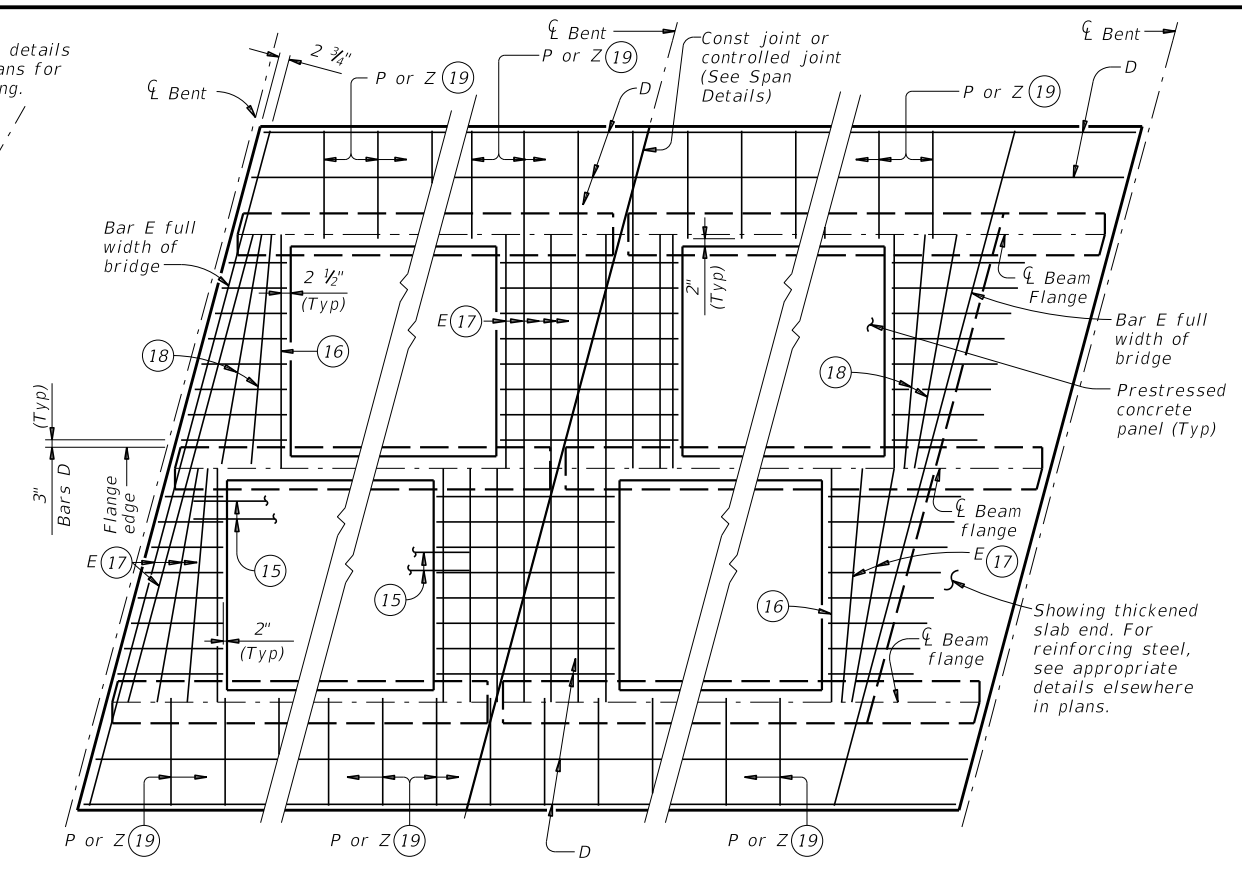 details
ans for
ng.
2 ¾"
℄ Bent
P or Z 19
℄ Bent
P or Z 19
D
Const joint or
controlled joint
(See Span
Details)
℄ Bent
D
P or Z 19
Bar E full
width of
bridge
2 ½"
(Typ)
2"
(Typ)
℄ Beam
Flange
E 17
16
18
18
Bar E full
width of
bridge
Prestressed
concrete
panel (Typ)
(Typ)
3"
Bars D
Flange
edge
℄ Beam
flange
E 17
15
15
E 17
16
2"
(Typ)
℄ Beam
flange
Showing thickened
slab end. For
reinforcing steel,
see appropriate
details elsewhere
in plans.
P or Z 19
P or Z 19
D
P or Z 19